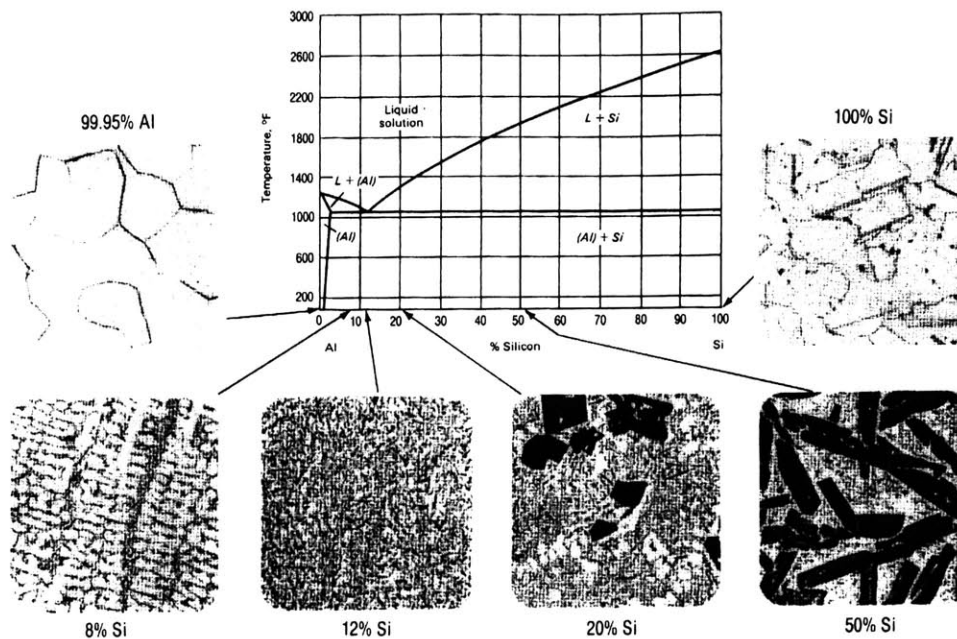 3000
2600
2200
1800
1400
1000
600
200
Temperature, °F
Liquid
solution
L + Si
L + (Al)
(Al)
(Al) + Si
0 10 20 30 40 50 60 70 80 90 100
Al % Silicon Si
99.95% Al
100% Si
8% Si 12% Si 20% Si 50% Si